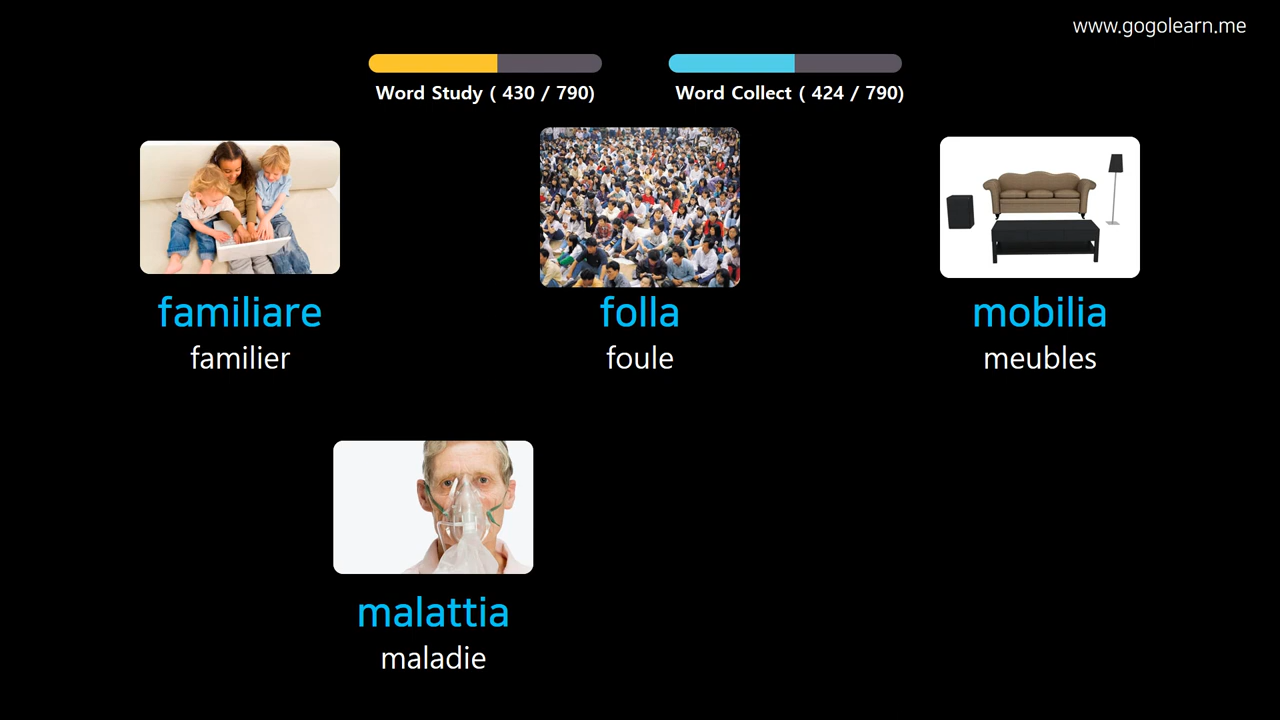 www.gogolearn.me
Word Study ( 430 / 790)
Word Collect ( 424 / 790)
familiare
familier
folla
foule
mobilia
meubles
malattia
maladie